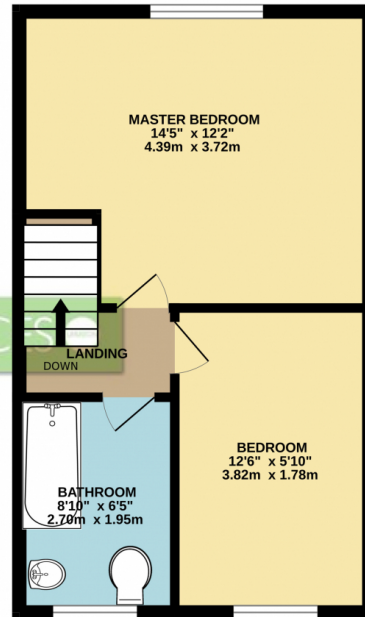 MASTER BEDROOM
14'5" x 12'2"
4.39m x 3.72m
LANDING
DOWN
BEDROOM
12'6" x 5'10"
3.82m x 1.78m
BATHROOM
8'10" x 6'5"
2.70m x 1.95m